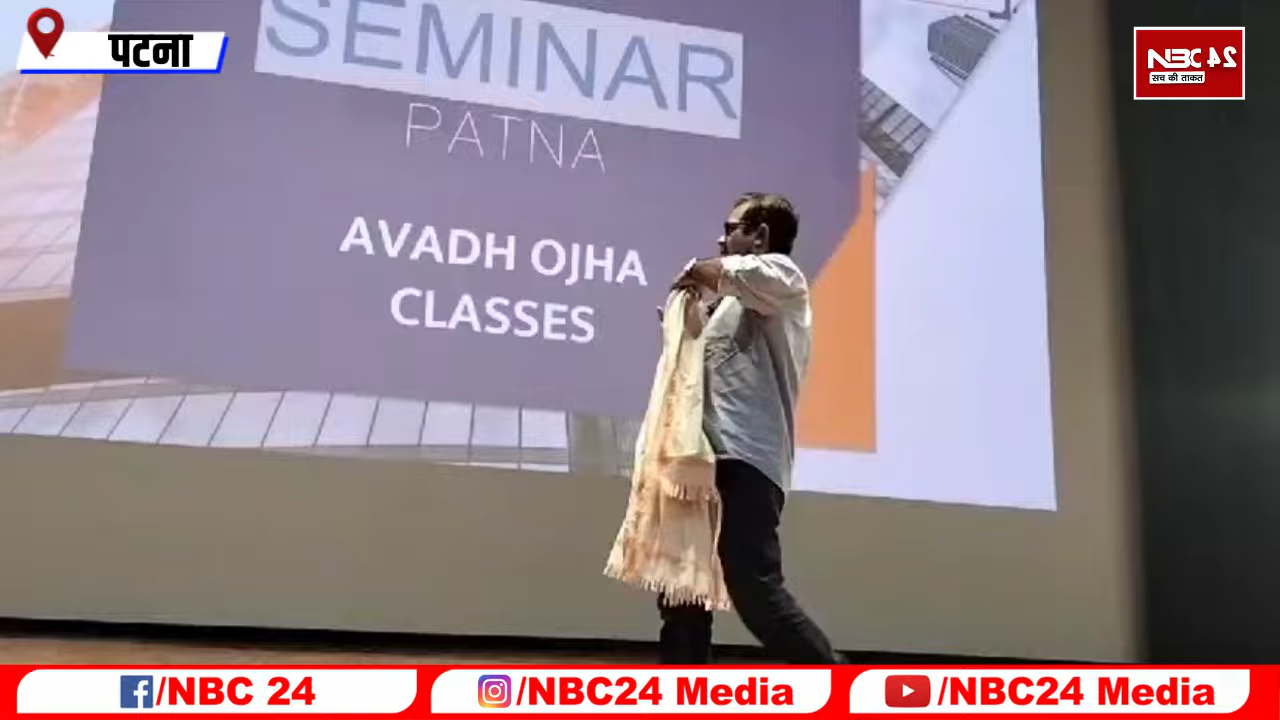 पटना
NBC 24
सच की ताकत
SEMINAR
PATNA
AVADH OJHA
CLASSES
/NBC 24
/NBC24 Media
/NBC24 Media